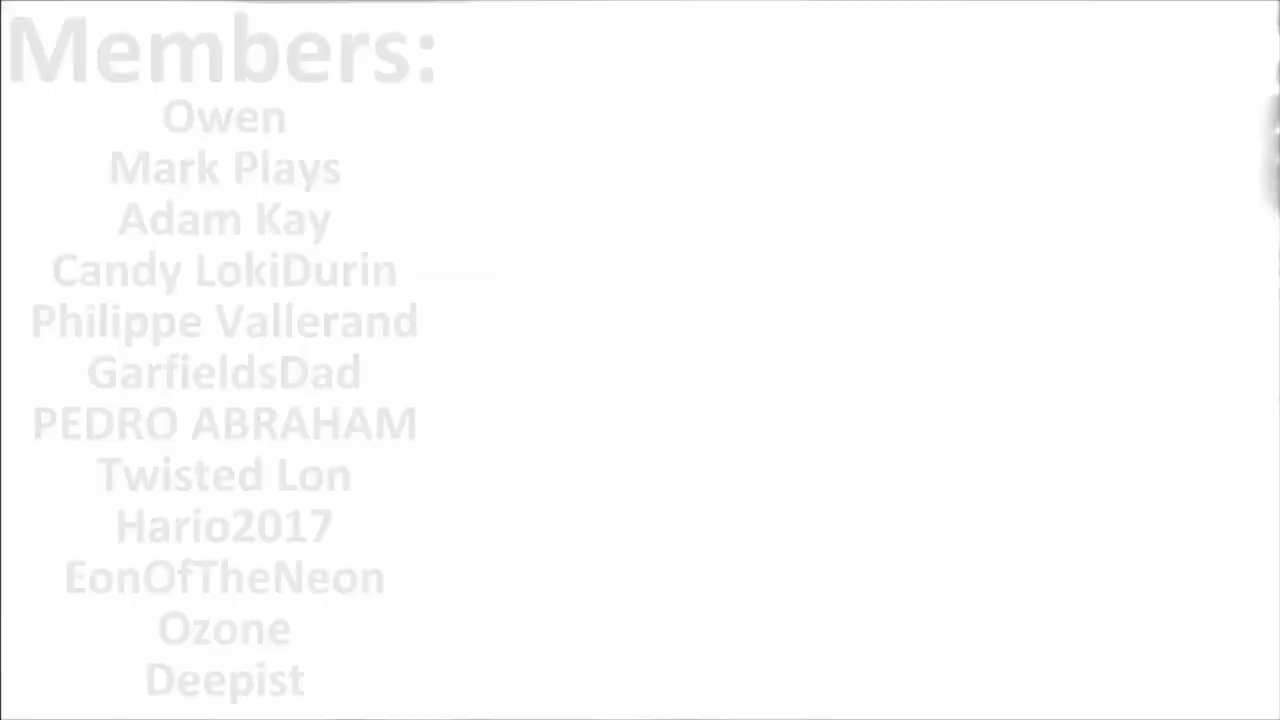 Members:
Owen
Mark Plays
Adam Kay
Candy LokiDurin
Philippe Vallerand
GarfieldsDad
PEDRO ABRAHAM
Twisted Lon
Hario2017
EonOfTheNeon
Ozone
Deepist